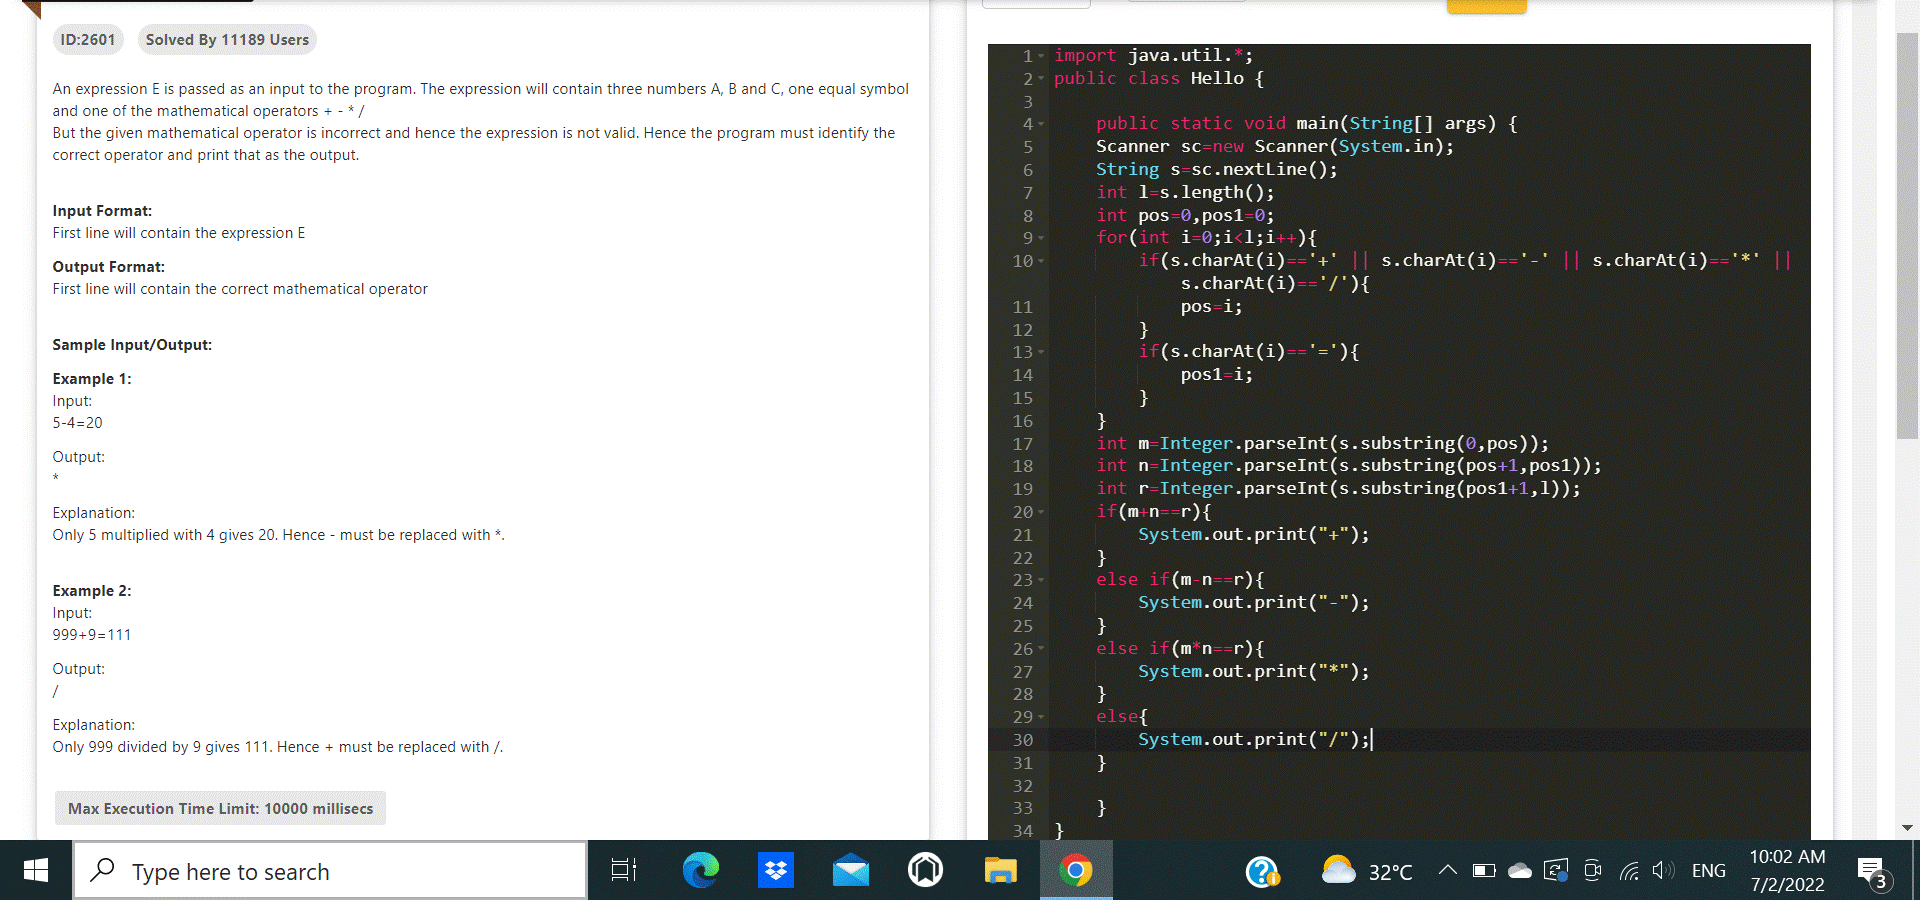 ID:2601 Solved By 11189 Users
An expression E is passed as an input to the program. The expression will contain three numbers A, B and C, one equal symbol
and one of the mathematical operators + - * /
But the given mathematical operator is incorrect and hence the expression is not valid. Hence the program must identify the
correct operator and print that as the output.
Input Format:
First line will contain the expression E
Output Format:
First line will contain the correct mathematical operator
Sample Input/Output:
Example 1:
Input:
5-4=20
Output:
*
Explanation:
Only 5 multiplied with 4 gives 20. Hence - must be replaced with *.
Example 2:
Input:
999+9=111
Output:
/
Explanation:
Only 999 divided by 9 gives 111. Hence + must be replaced with /.
Max Execution Time Limit: 10000 millisecs
1 import java.util.*;
2 public class Hello {
3
4 public static void main(String[] args) {
5 Scanner sc=new Scanner(System.in);
6 String s=sc.nextLine();
7 int l=s.length();
8 int pos=0,pos1=0;
9 for(int i=0;i<l;i++){
10 if(s.charAt(i)=='+' || s.charAt(i)=='-' || s.charAt(i)=='*' ||
s.charAt(i)=='/'){
11 pos=i;
12 }
13 if(s.charAt(i)=='='){
14 pos1=i;
15 }
16 }
17 int m=Integer.parseInt(s.substring(0,pos));
18 int n=Integer.parseInt(s.substring(pos+1,pos1));
19 int r=Integer.parseInt(s.substring(pos1+1,l));
20 if(m+n==r){
21 System.out.print("+");
22 }
23 else if(m-n==r){
24 System.out.print("-");
25 }
26 else if(m*n==r){
27 System.out.print("*");
28 }
29 else{
30 System.out.print("/");
31 }
32
33 }
34 }
Type here to search
32°C
ENG
10:02 AM
7/2/2022
3